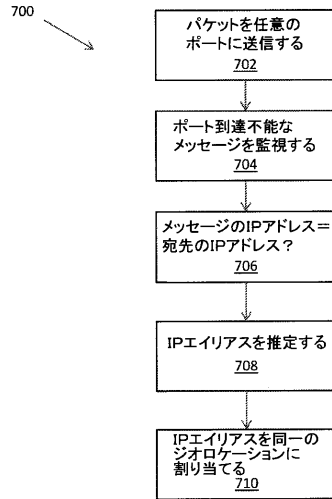 700
パケットを任意の
ポートに送信する
702
ポート到達不能な
メッセージを監視する
704
メッセージのIPアドレス＝
宛先のIPアドレス？
706
IPエイリアスを推定する
708
IPエイリアスを同一の
ジオロケーションに
割り当てる
710